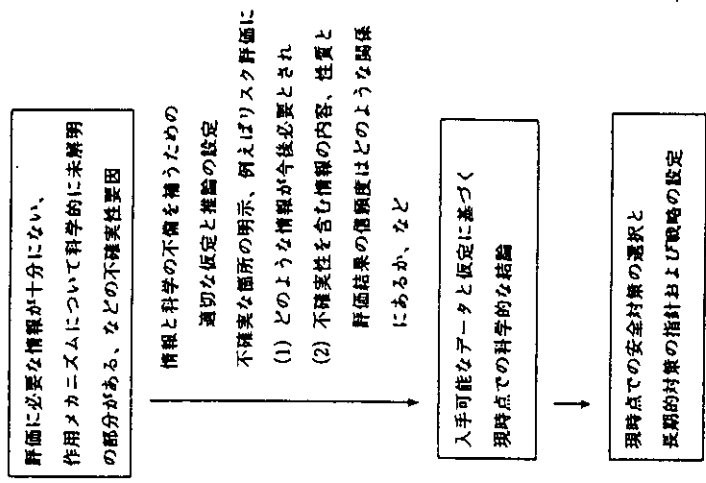 評価に必要な情報が十分にない、
作用メカニズムについて科学的に未解明
の部分がある、などの不確実性要因
情報と科学の不備を補うための
適切な仮定と推論の設定
不確実な箇所の明示、例えばリスク評価に
(1) どのような情報が今後必要とされ
(2) 不確実性を含む情報の内容、性質と
評価結果の信頼度はどのような関係
にあるか、など
入手可能なデータと仮定に基づく
現時点での科学的な結論
現時点での安全対策の選択と
長期的対策の指針および戦略の設定